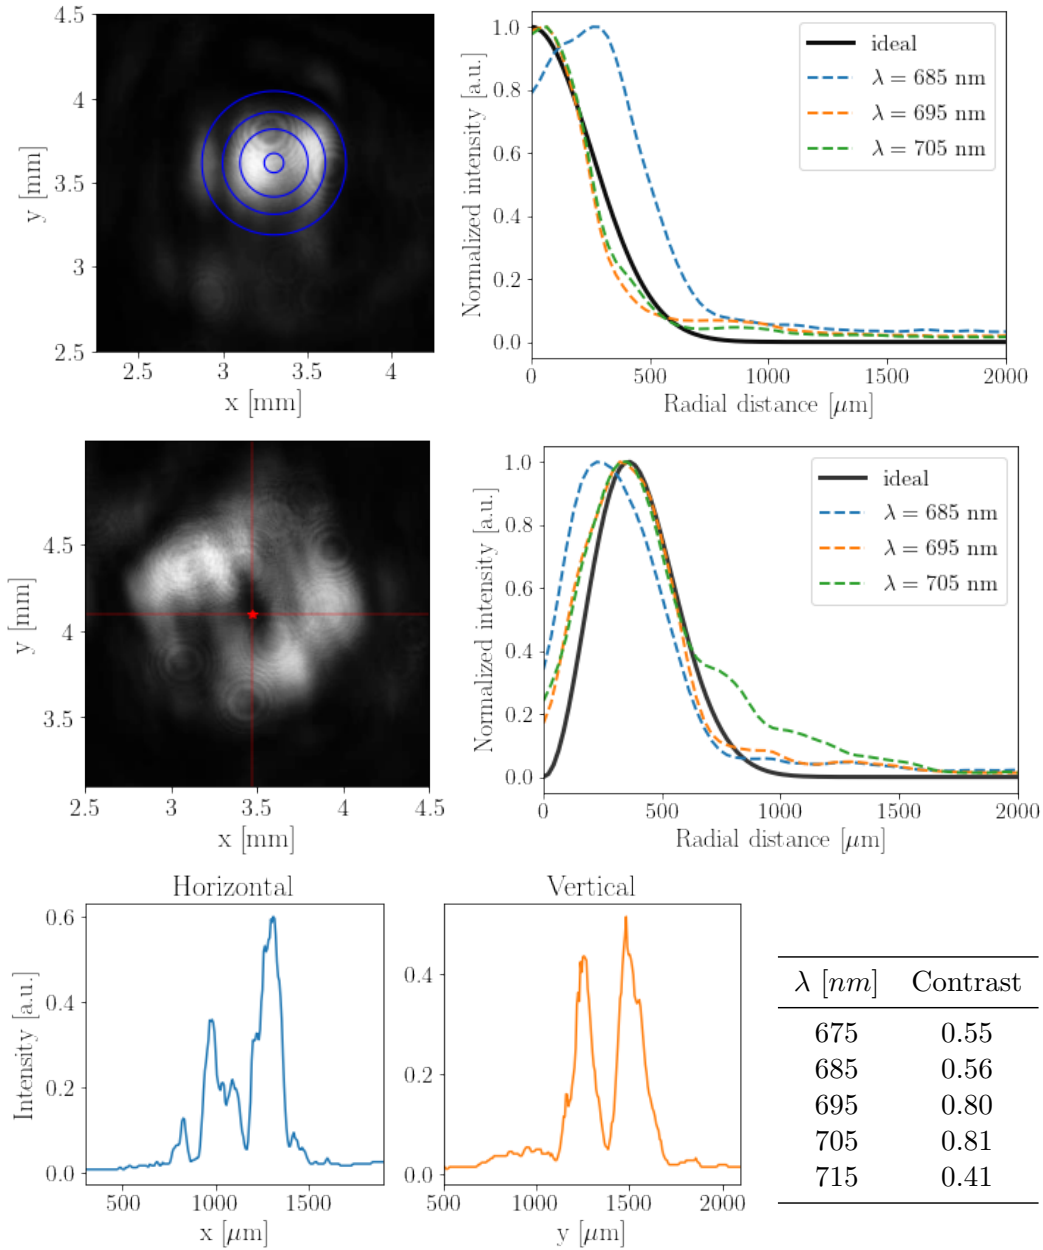 4.5
4
3.5
3
2.5
y [mm]
2.5 3 3.5 4
x [mm]
1.0
0.8
0.6
0.4
0.2
0.0
Normalized intensity [a.u.]
ideal
λ = 685 nm
λ = 695 nm
λ = 705 nm
0 500 1000 1500 2000
Radial distance [μm]
4.5
4
3.5
y [mm]
2.5 3 3.5 4 4.5
x [mm]
1.0
0.8
0.6
0.4
0.2
0.0
Normalized intensity [a.u.]
ideal
λ = 685 nm
λ = 695 nm
λ = 705 nm
0 500 1000 1500 2000
Radial distance [μm]
Horizontal
0.6
0.4
0.2
0.0
Intensity [a.u.]
500 1000 1500
x [μm]
Vertical
0.4
0.2
0.0
500 1000 1500 2000
y [μm]
λ [nm] Contrast
675 0.55
685 0.56
695 0.80
705 0.81
715 0.41